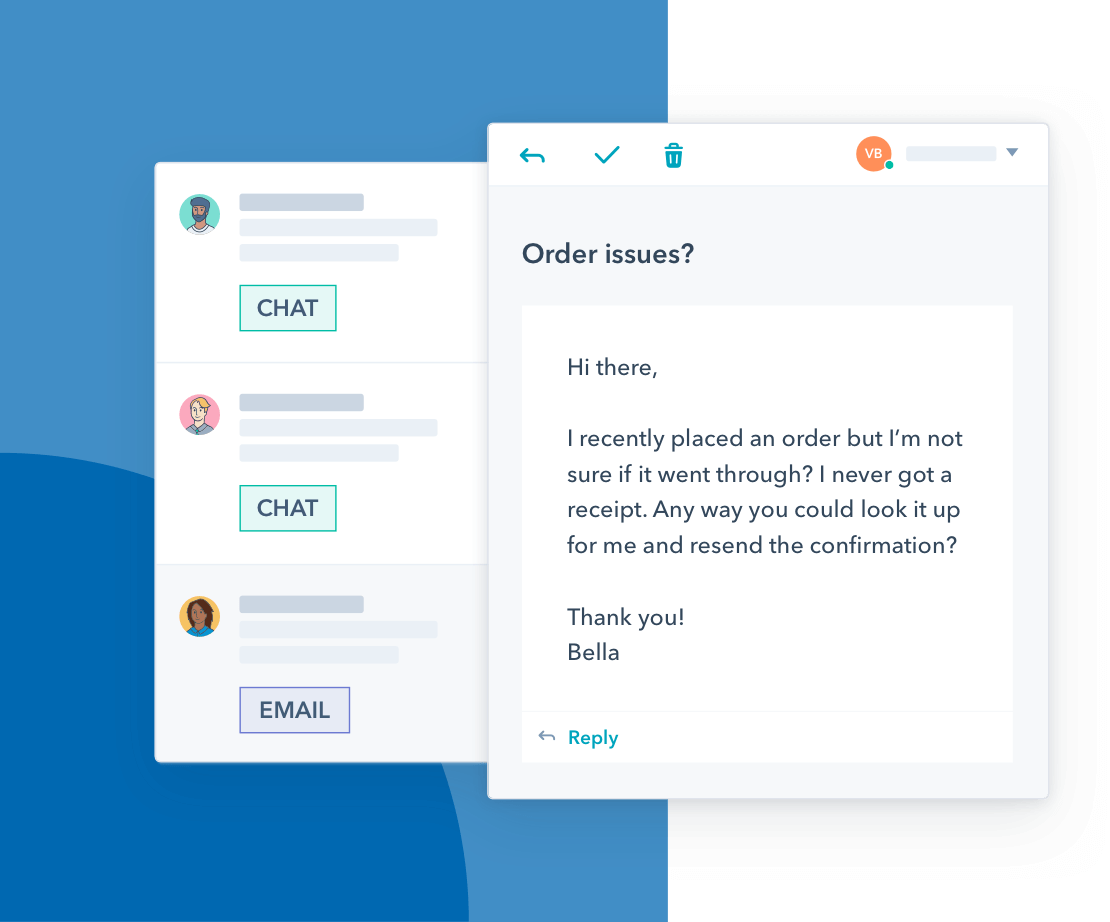 CHAT
CHAT
EMAIL
VB
Order issues?
Hi there,
I recently placed an order but I’m not
sure if it went through? I never got a
receipt. Any way you could look it up
for me and resend the confirmation?
Thank you!
Bella
Reply